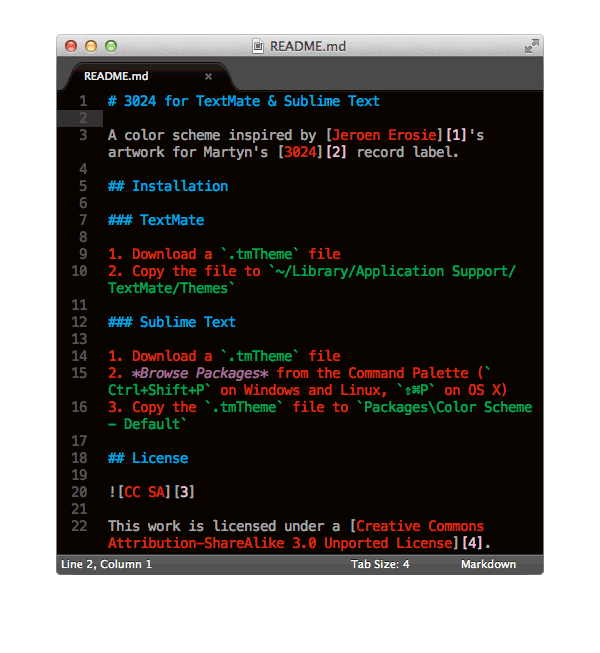 README.md
README.md ×
1 # 3024 for TextMate & Sublime Text
2
3 A color scheme inspired by [Jeroen Erosie][1]'s
artwork for Martyn's [3024][2] record label.
4
5 ## Installation
6
7 ### TextMate
8
9 1. Download a `.tmTheme` file
10 2. Copy the file to `~/Library/Application Support/
TextMate/Themes`
11
12 ### Sublime Text
13
14 1. Download a `.tmTheme` file
15 2. *Browse Packages* from the Command Palette (`
Ctrl+Shift+P` on Windows and Linux, `⇧⌘P` on OS X)
16 3. Copy the `.tmTheme` file to `Packages\Color Scheme
- Default`
17
18 ## License
19
20 ![CC SA][3]
21
22 This work is licensed under a [Creative Commons
Attribution-ShareAlike 3.0 Unported License][4].
Line 2, Column 1 Tab Size: 4 Markdown